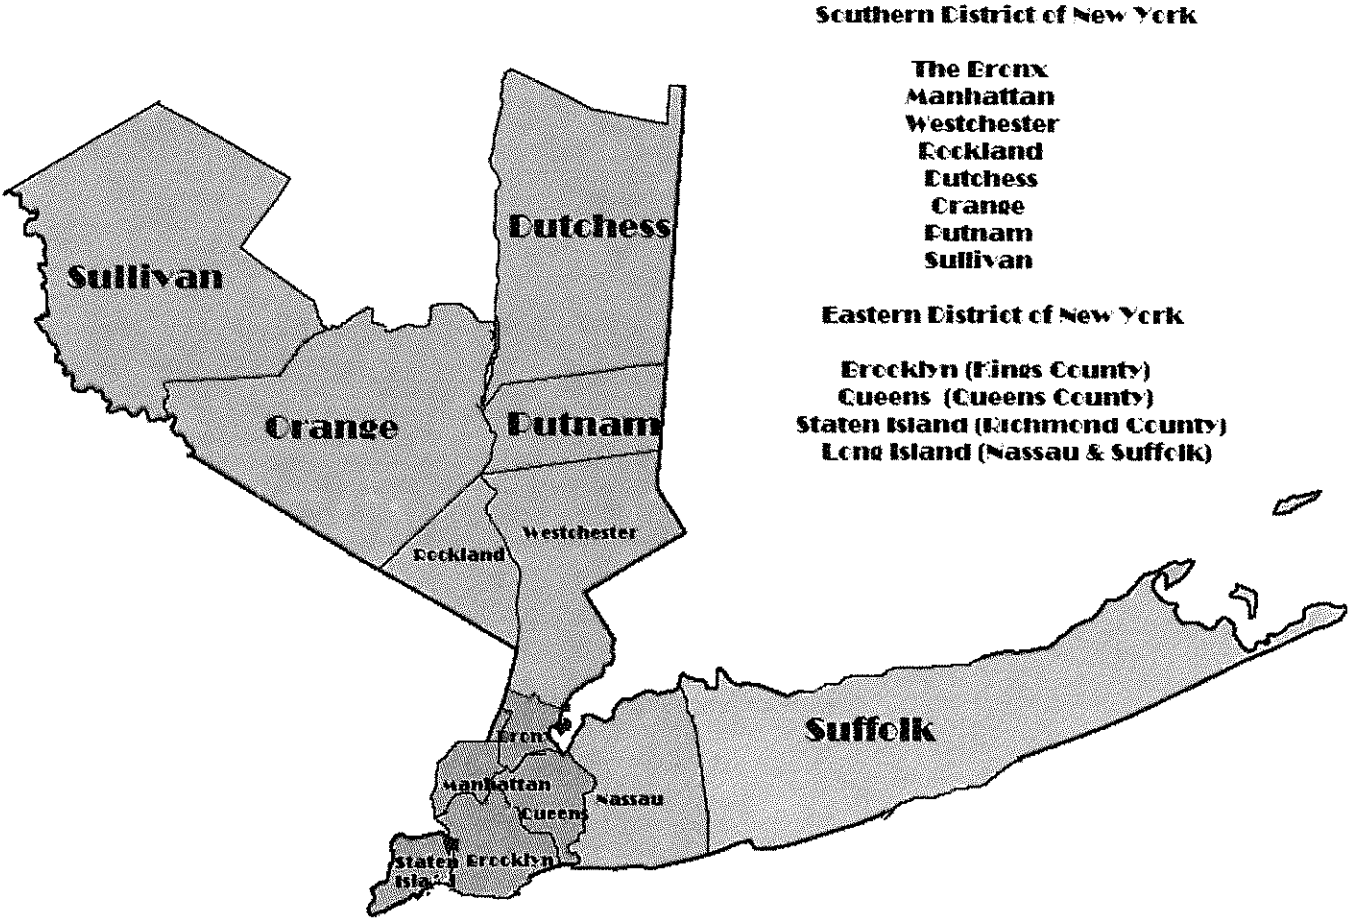 Southern District of New York
The Bronx
Manhattan
Westchester
Rockland
Dutchess
Orange
Putnam
Sullivan
Eastern District of New York
Brooklyn (Kings County)
Queens (Queens County)
Staten Island (Richmond County)
Long Island (Nassau & Suffolk)
Dutchess
Sullivan
Orange
Putnam
Westchester
Rockland
Suffolk
Bron
Manhattan
Nassau
Queens
Staten
Brooklyn